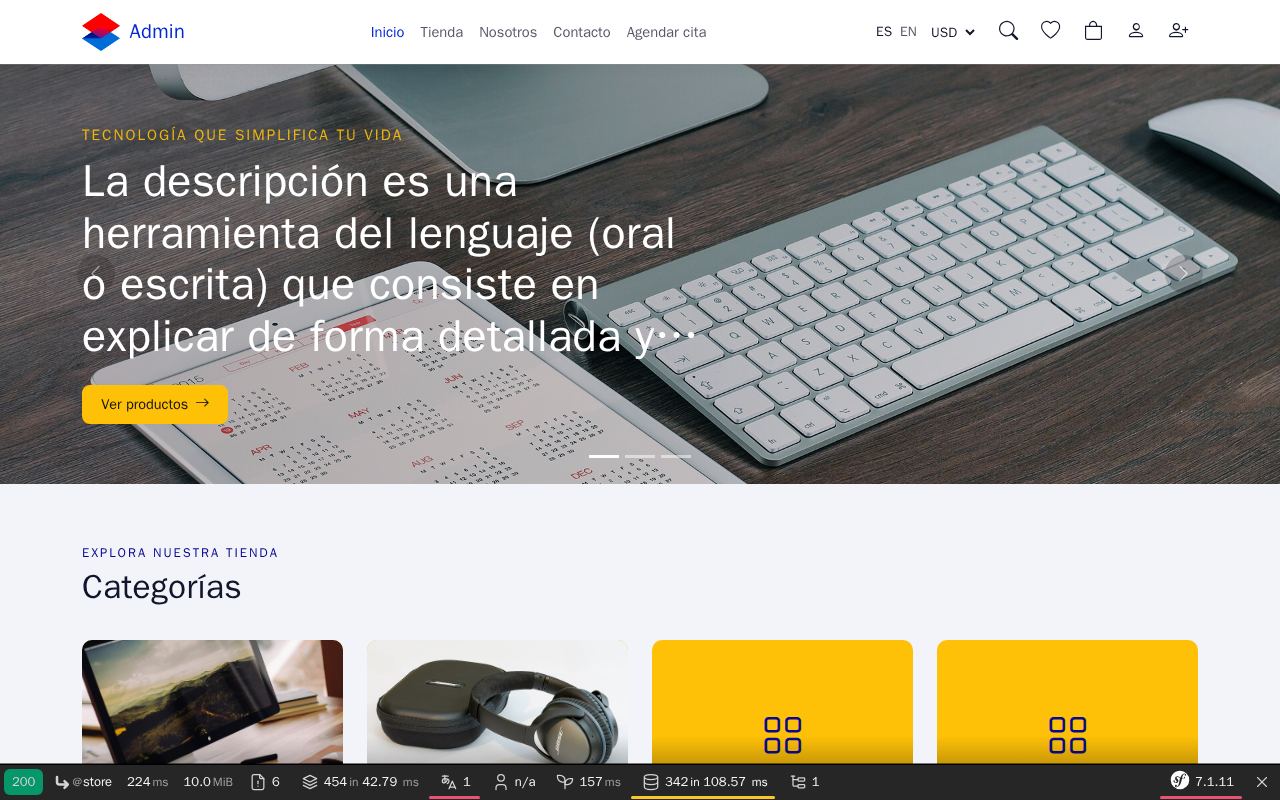 Admin
Inicio Tienda Nosotros Contacto Agendar cita
ES EN USD
TECNOLOGÍA QUE SIMPLIFICA TU VIDA
La descripción es una
herramienta del lenguaje (oral
o escrita) que consiste en
explicar de forma detallada y···
Ver productos
EXPLORA NUESTRA TIENDA
Categorías
200 @store 224 ms 10.0 MiB 6 454 in 42.79 ms 1 n/a 157 ms 342 in 108.57 ms 1 sf 7.1.11